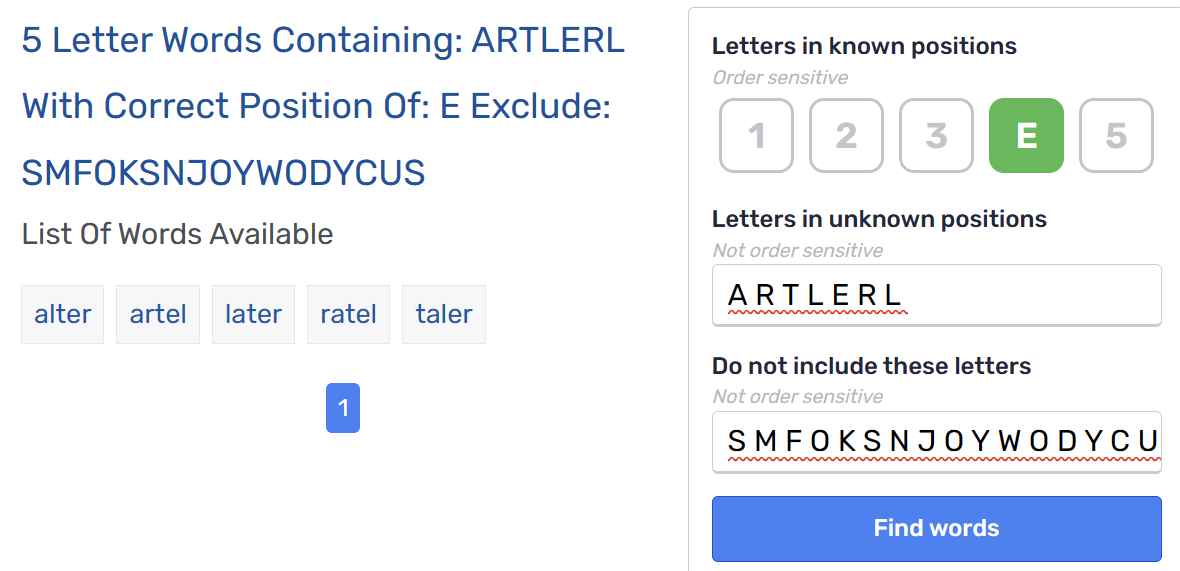 5 Letter Words Containing: ARTLERL
With Correct Position Of: E Exclude:
SMFOKSNJOYWODYCUS
List Of Words Available
alter artel later ratel taler
1
Letters in known positions
Order sensitive
1 2 3 E 5
Letters in unknown positions
Not order sensitive
A R T L E R L
Do not include these letters
Not order sensitive
S M F O K S N J O Y W O D Y C U
Find words